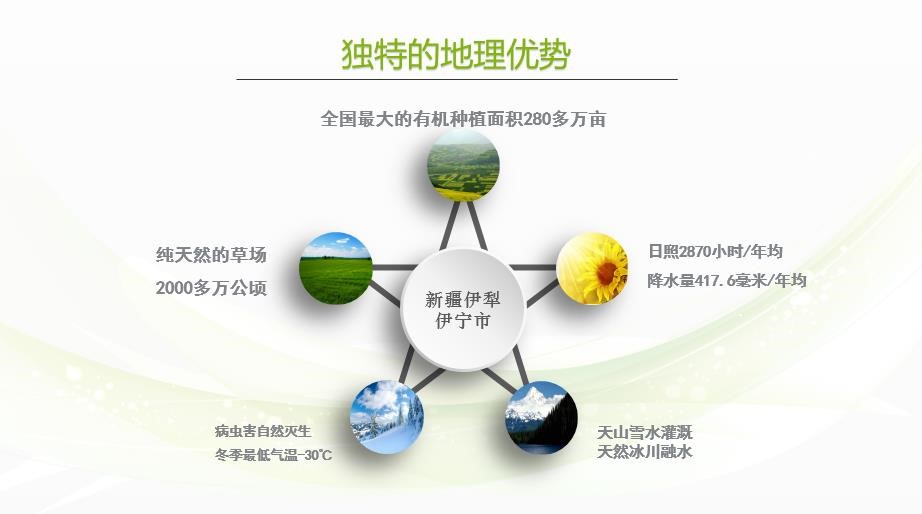 独特的地理优势
全国最大的有机种植面积280多万亩
纯天然的草场
2000多万公顷
日照2870小时/年均
降水量417.6毫米/年均
新疆伊犁
伊宁市
病虫害自然灭生
冬季最低气温-30℃
天山雪水灌溉
天然冰川融水